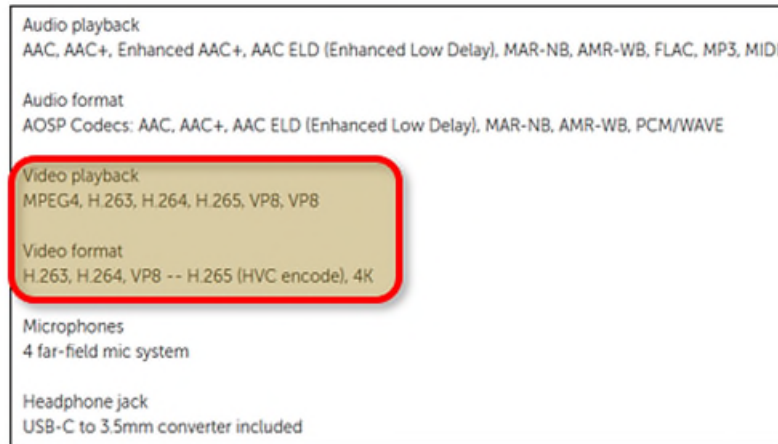 Audio playback
AAC, AAC+, Enhanced AAC+, AAC ELD (Enhanced Low Delay), MAR-NB, AMR-WB, FLAC, MP3, MIDI
Audio format
AOSP Codecs: AAC, AAC+, AAC ELD (Enhanced Low Delay), MAR-NB, AMR-WB, PCM/WAVE
Video playback
MPEG4, H.263, H.264, H.265, VP8, VP8
Video format
H.263, H.264, VP8 -- H.265 (HVC encode), 4K
Microphones
4 far-field mic system
Headphone jack
USB-C to 3.5mm converter included